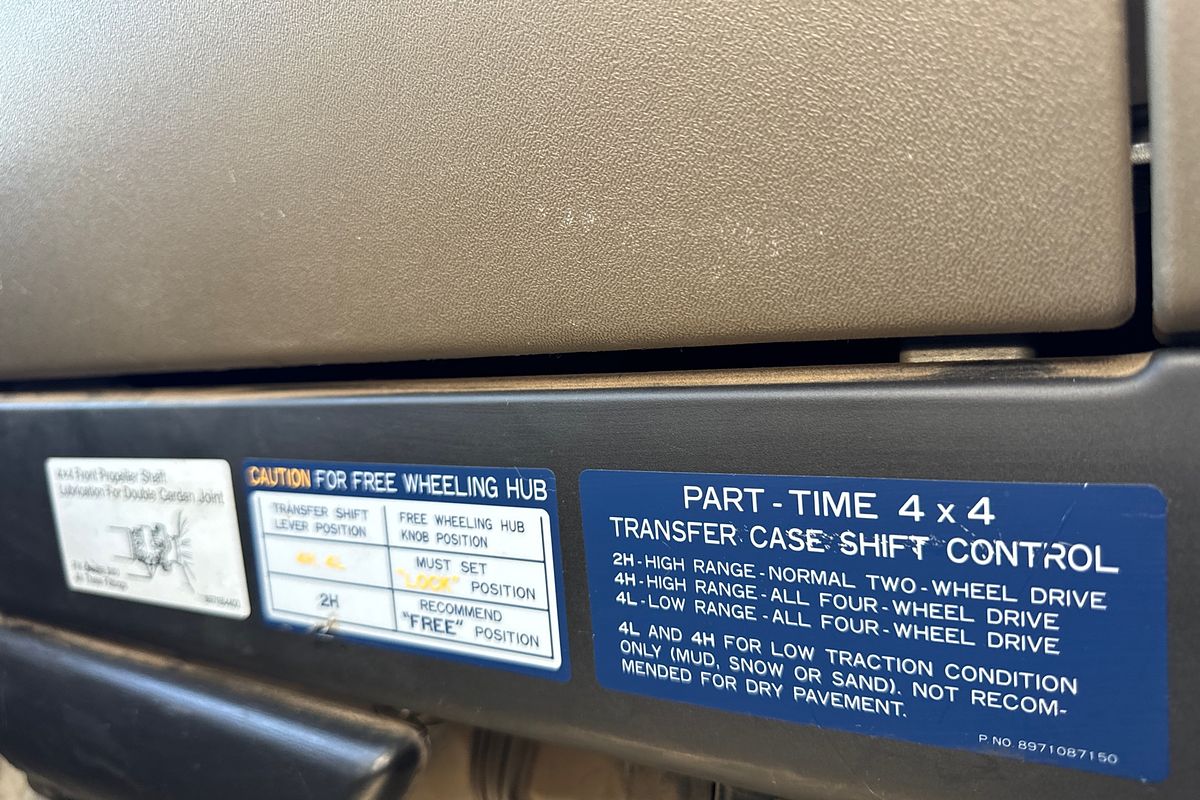 4x4 Front Propeller Shaft
Lubrication For Double Cardan Joint
CAUTION FOR FREE WHEELING HUB
TRANSFER SHIFT
LEVER POSITION
FREE WHEELING HUB
KNOB POSITION
4H, 4L
MUST SET
"LOCK" POSITION
2H
RECOMMEND
"FREE" POSITION
PART-TIME 4x4
TRANSFER CASE SHIFT CONTROL
2H-HIGH RANGE-NORMAL TWO-WHEEL DRIVE
4H-HIGH RANGE-ALL FOUR-WHEEL DRIVE
4L-LOW RANGE-ALL FOUR-WHEEL DRIVE
4L AND 4H FOR LOW TRACTION CONDITION
ONLY (MUD, SNOW OR SAND). NOT RECOM-
MENDED FOR DRY PAVEMENT.
P.NO.8971087150